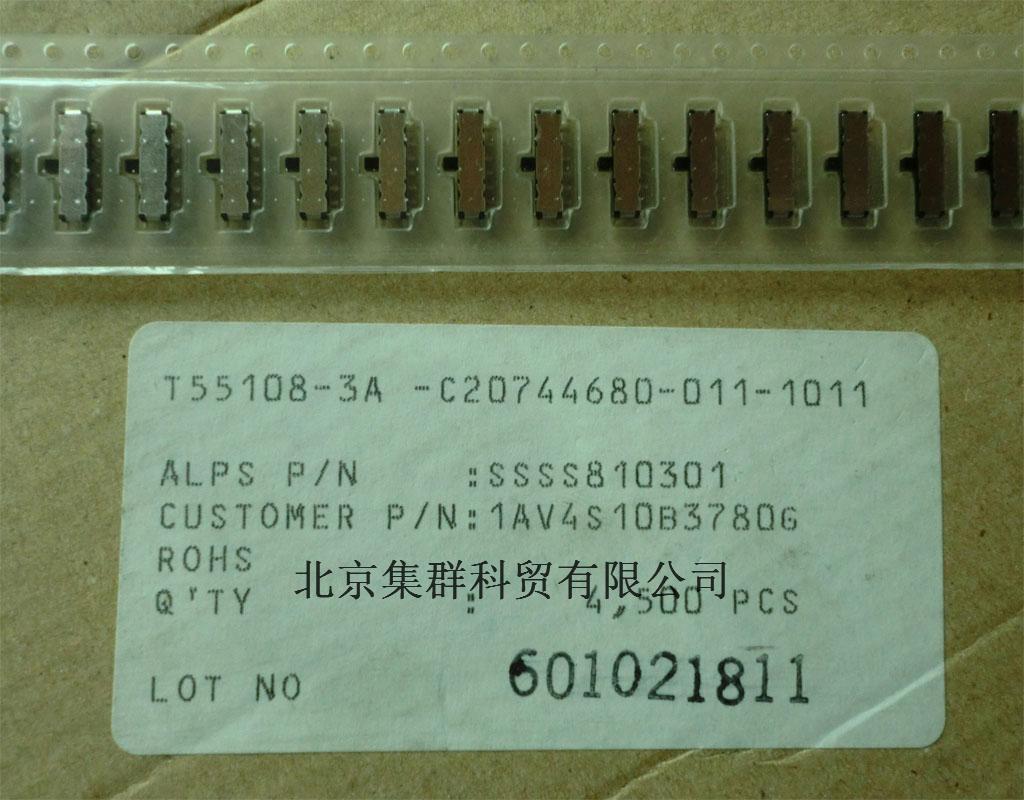 T55108-3A -C20744680-011-1011
ALPS P/N :SSSS810301
CUSTOMER P/N:1AV4S10B37806
ROHS
北京集群科贸有限公司
Q'TY : 4,500 PCS
LOT NO 601021811